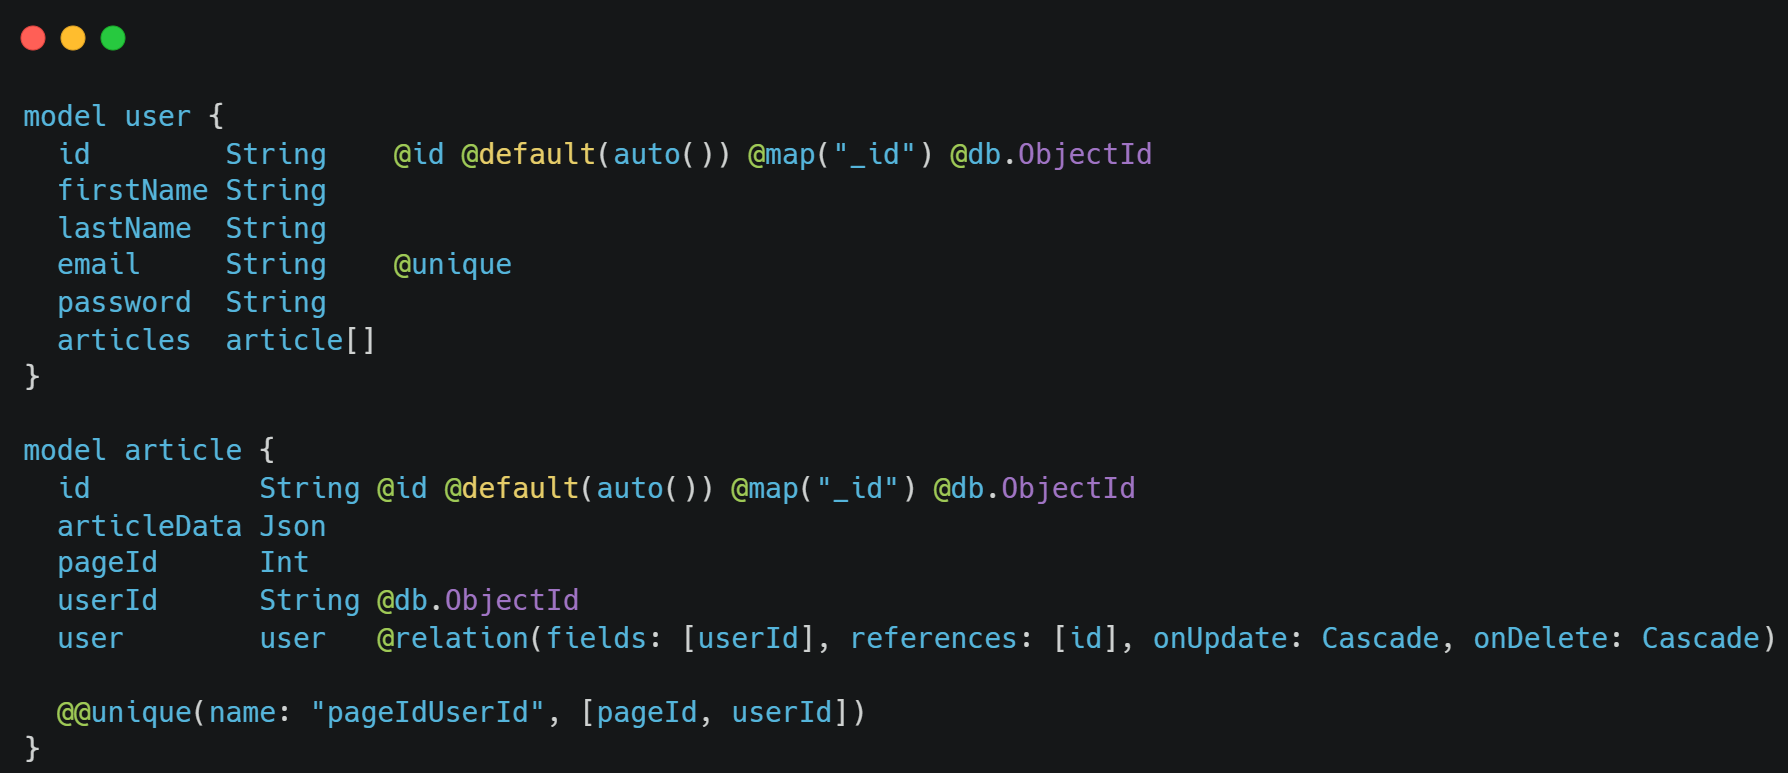 model user {
  id        String    @id @default(auto()) @map("_id") @db.ObjectId
  firstName String
  lastName  String
  email     String    @unique
  password  String
  articles  article[]
}

model article {
  id          String @id @default(auto()) @map("_id") @db.ObjectId
  articleData Json
  pageId      Int
  userId      String @db.ObjectId
  user        user   @relation(fields: [userId], references: [id], onUpdate: Cascade, onDelete: Cascade)

  @@unique(name: "pageIdUserId", [pageId, userId])
}